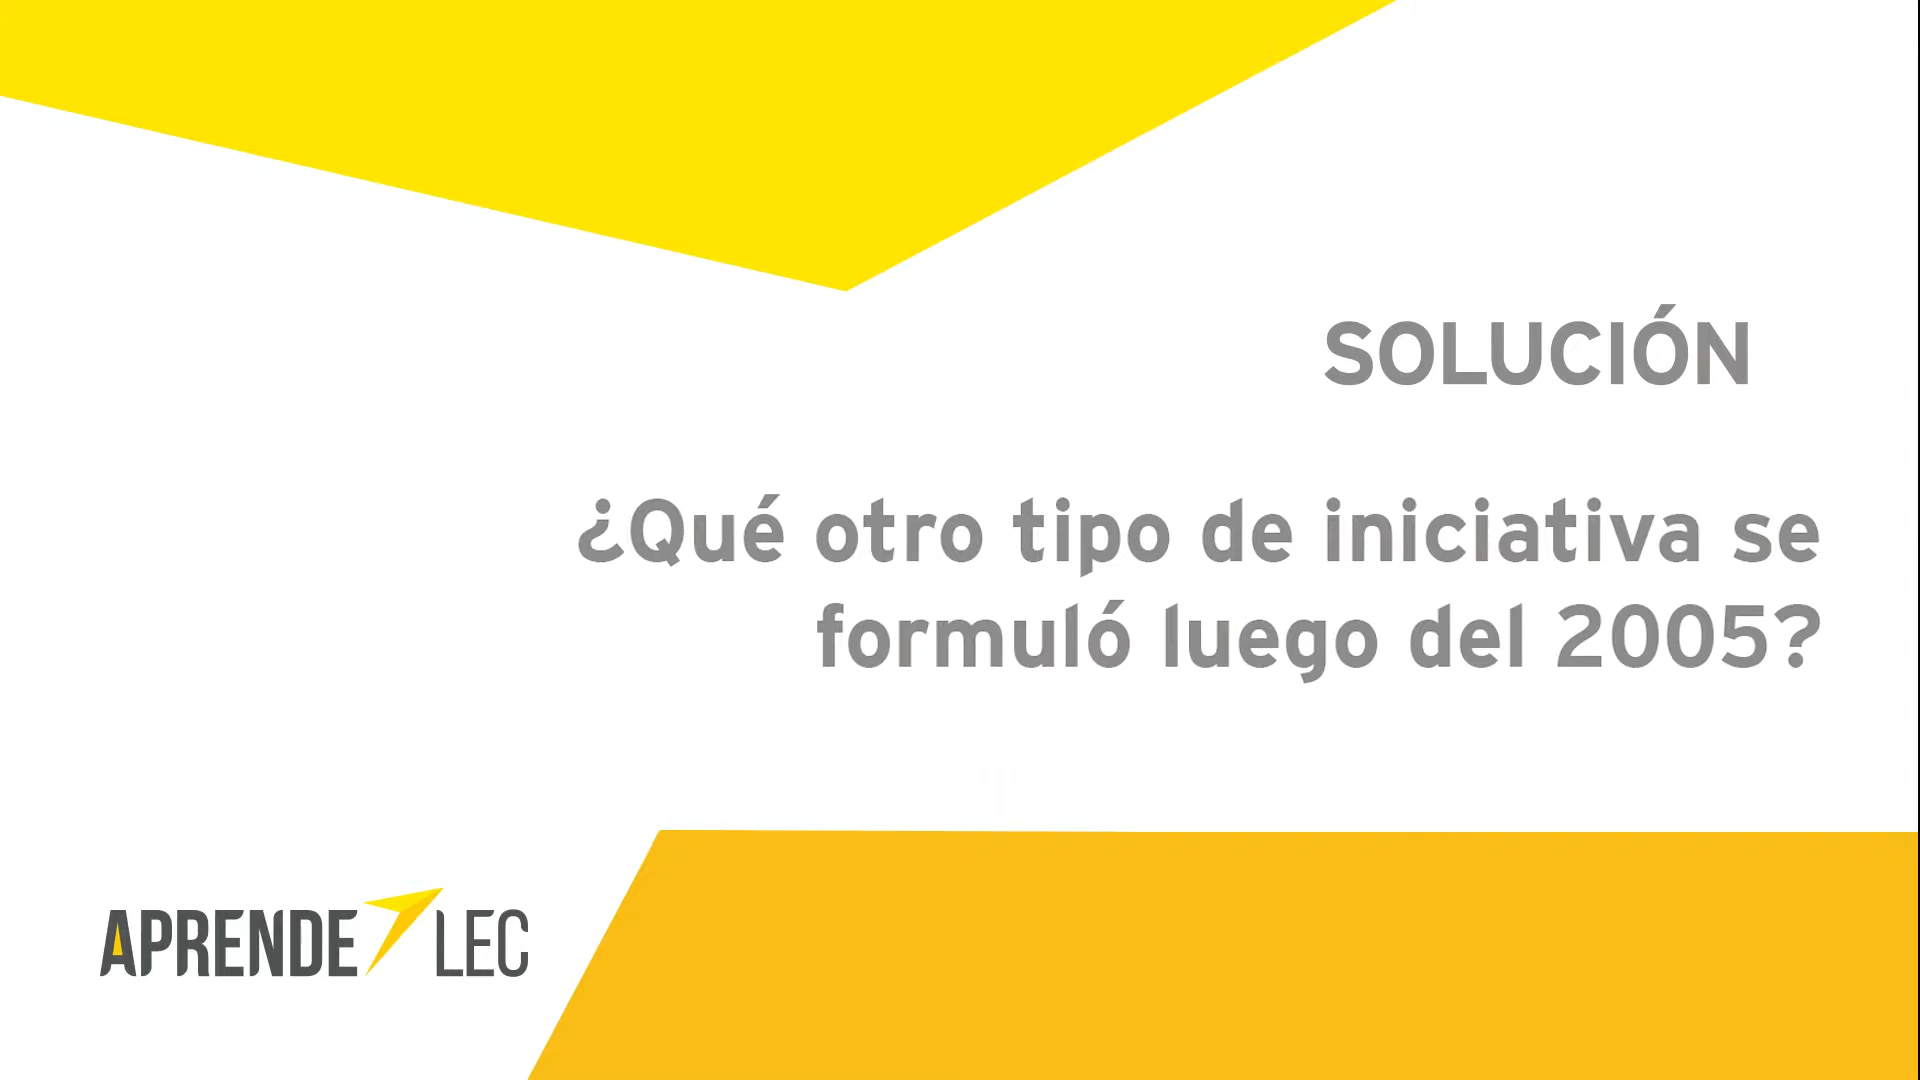 SOLUCIÓN
¿Qué otro tipo de iniciativa se
formuló luego del 2005?
APRENDE LEC